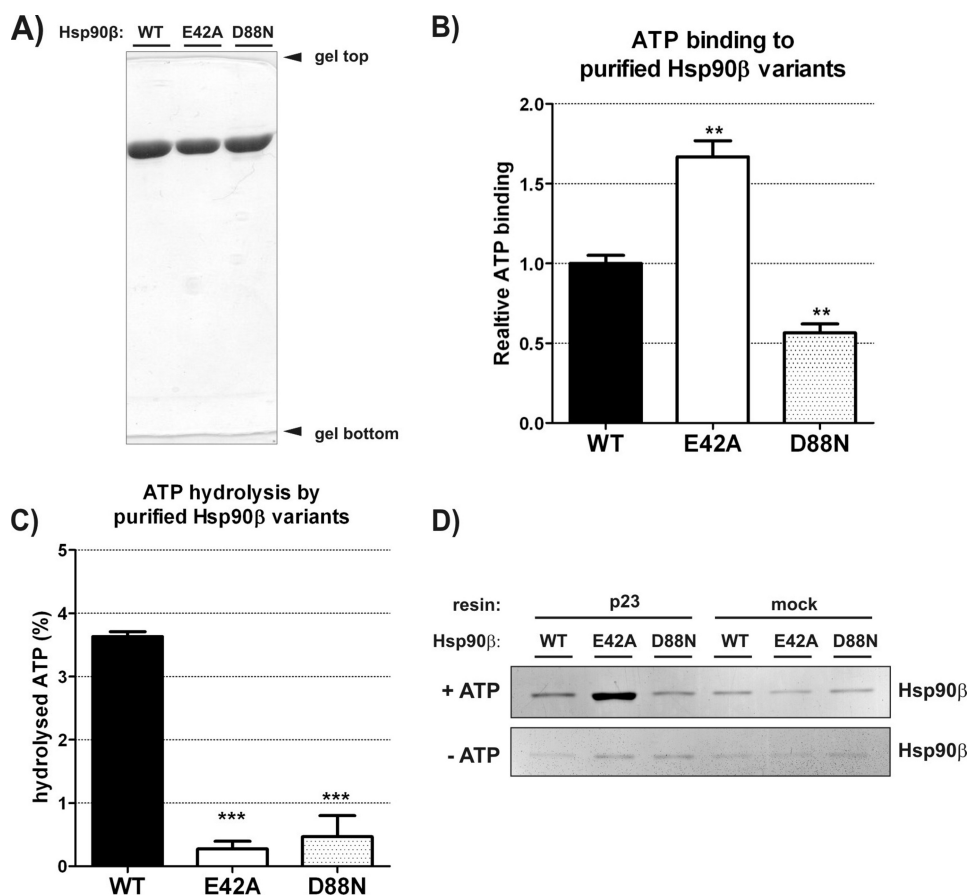 A)
Hsp90β: WT E42A D88N
gel top
gel bottom
B)
ATP binding to
purified Hsp90β variants
Realtive ATP binding
2.0
1.5
1.0
0.5
0.0
**
**
WT E42A D88N
C)
ATP hydrolysis by
purified Hsp90β variants
hydrolysed ATP (%)
5
4
3
2
1
0
***
***
WT E42A D88N
D)
resin: p23 mock
Hsp90β: WT E42A D88N WT E42A D88N
+ ATP Hsp90β
- ATP Hsp90β